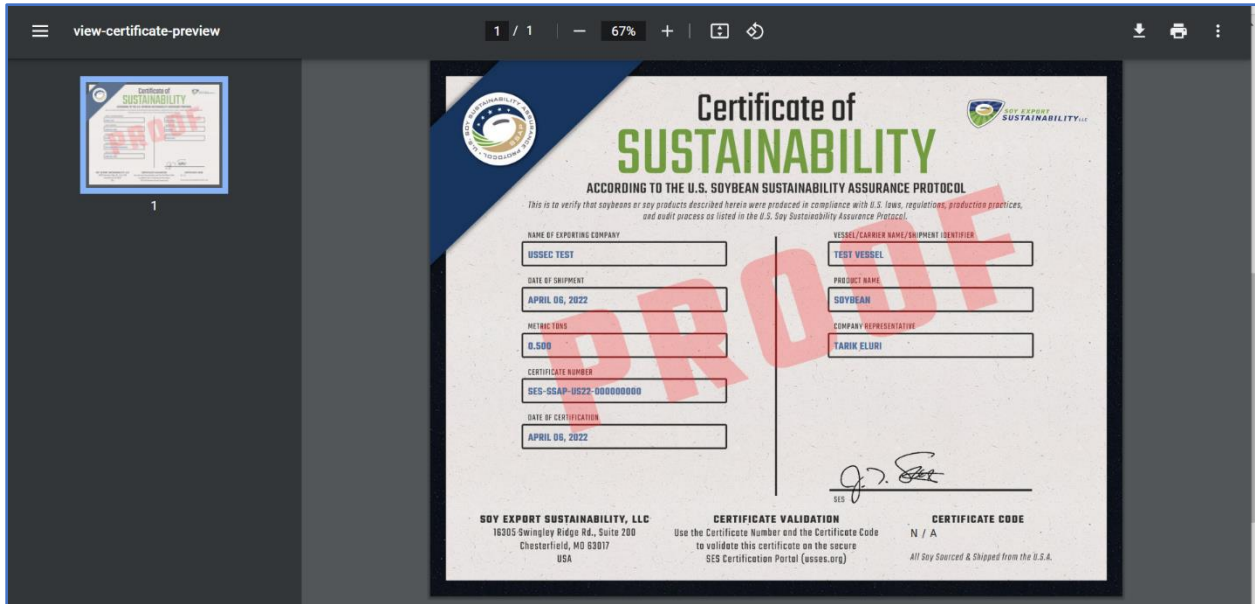 view-certificate-preview
1 / 1
67%
1
U.S. SOY SUSTAINABILITY ASSURANCE PROTOCOL
Certificate of
SUSTAINABILITY
SOY EXPORT
SUSTAINABILITY, LLC
ACCORDING TO THE U.S. SOYBEAN SUSTAINABILITY ASSURANCE PROTOCOL
This is to verify that soybeans or soy products described herein were produced in compliance with U.S. laws, regulations, production practices,
and audit process as listed in the U.S. Soy Sustainability Assurance Protocol.
NAME OF EXPORTING COMPANY
USSEC TEST
DATE OF SHIPMENT
APRIL 06, 2022
METRIC TONS
0.500
CERTIFICATE NUMBER
SES-SSAP-US22-000000000
DATE OF CERTIFICATION
APRIL 06, 2022
VESSEL/CARRIER NAME/SHIPMENT IDENTIFIER
TEST VESSEL
PRODUCT NAME
SOYBEAN
COMPANY REPRESENTATIVE
TARIK ELURI
PROOF
SES
SOY EXPORT SUSTAINABILITY, LLC
16305 Swingley Ridge Rd., Suite 200
Chesterfield, MO 63017
USA
CERTIFICATE VALIDATION
Use the Certificate Number and the Certificate Code
to validate this certificate on the secure
SES Certification Portal (usses.org)
CERTIFICATE CODE
N / A
All Soy Sourced & Shipped from the U.S.A.